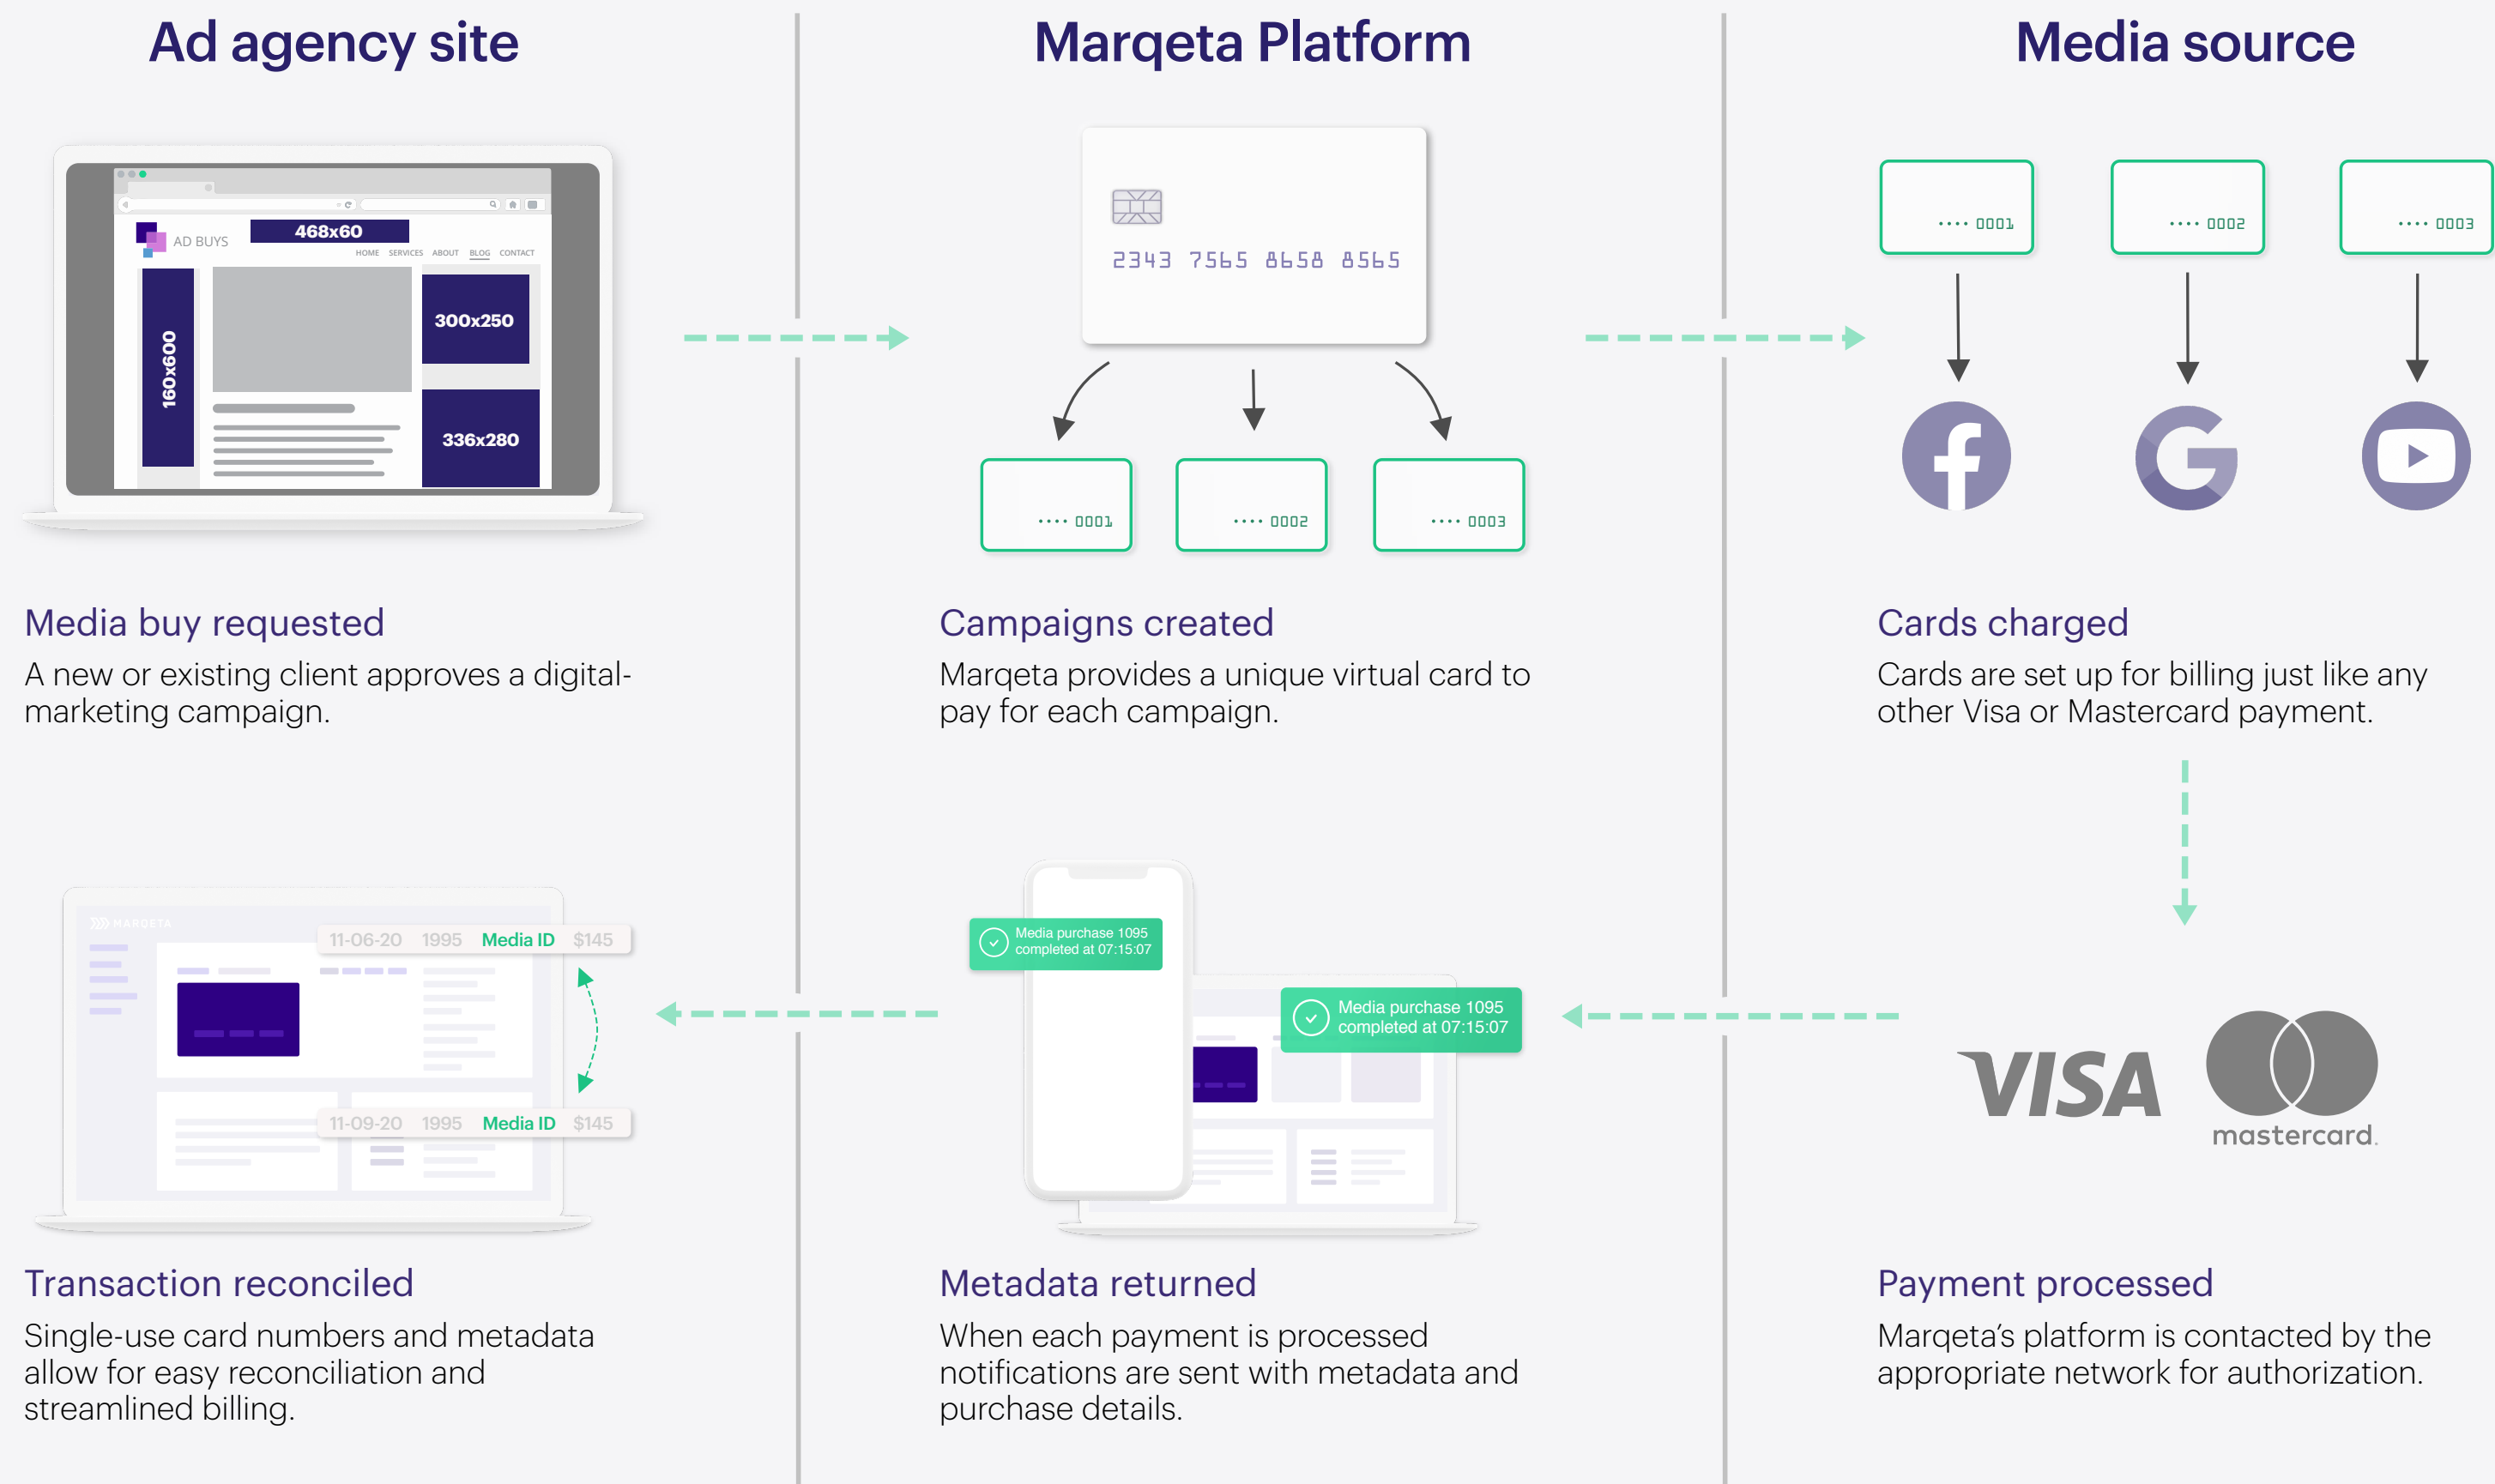 Ad agency site
Marqeta Platform
Media source
AD BUYS
468x60
HOME SERVICES ABOUT BLOG CONTACT
160x600
300x250
336x280
2343 7565 8658 8565
•••• 0001
•••• 0002
•••• 0003
•••• 0001
•••• 0002
•••• 0003
Media buy requested
A new or existing client approves a digital-
marketing campaign.
Campaigns created
Marqeta provides a unique virtual card to
pay for each campaign.
Cards charged
Cards are set up for billing just like any
other Visa or Mastercard payment.
MARQETA
11-06-20 1995 Media ID $145
11-09-20 1995 Media ID $145
Media purchase 1095
completed at 07:15:07
Media purchase 1095
completed at 07:15:07
VISA
mastercard.
Transaction reconciled
Single-use card numbers and metadata
allow for easy reconciliation and
streamlined billing.
Metadata returned
When each payment is processed
notifications are sent with metadata and
purchase details.
Payment processed
Marqeta’s platform is contacted by the
appropriate network for authorization.